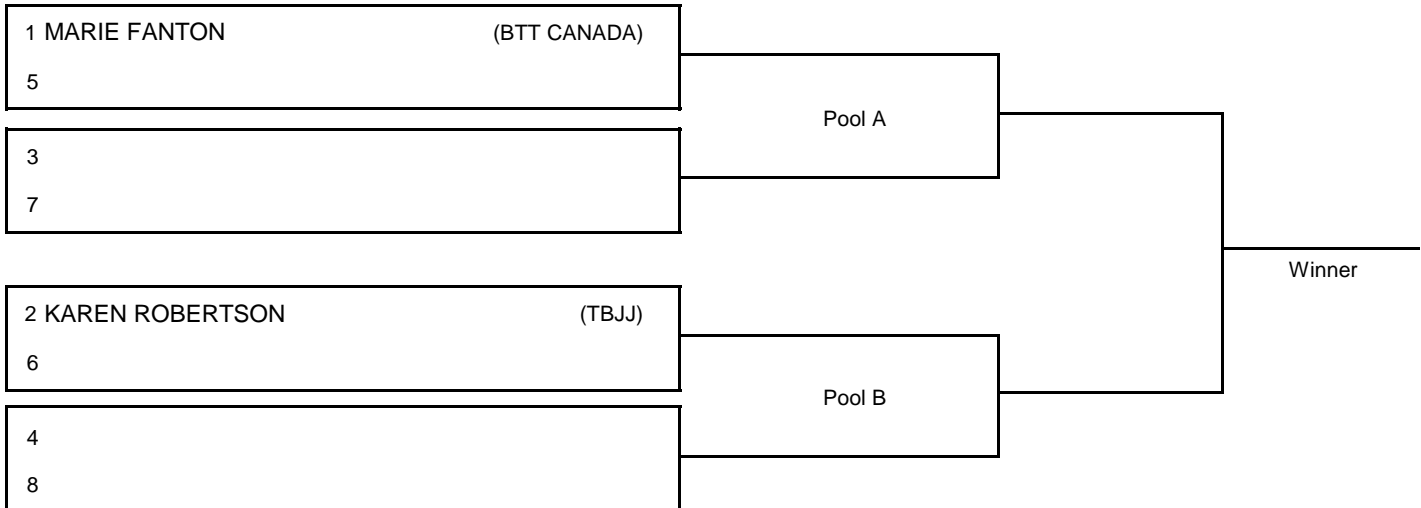 1 MARIE FANTON (BTT CANADA)
5
Pool A
3
7
Winner
2 KAREN ROBERTSON (TBJJ)
6
Pool B
4
8